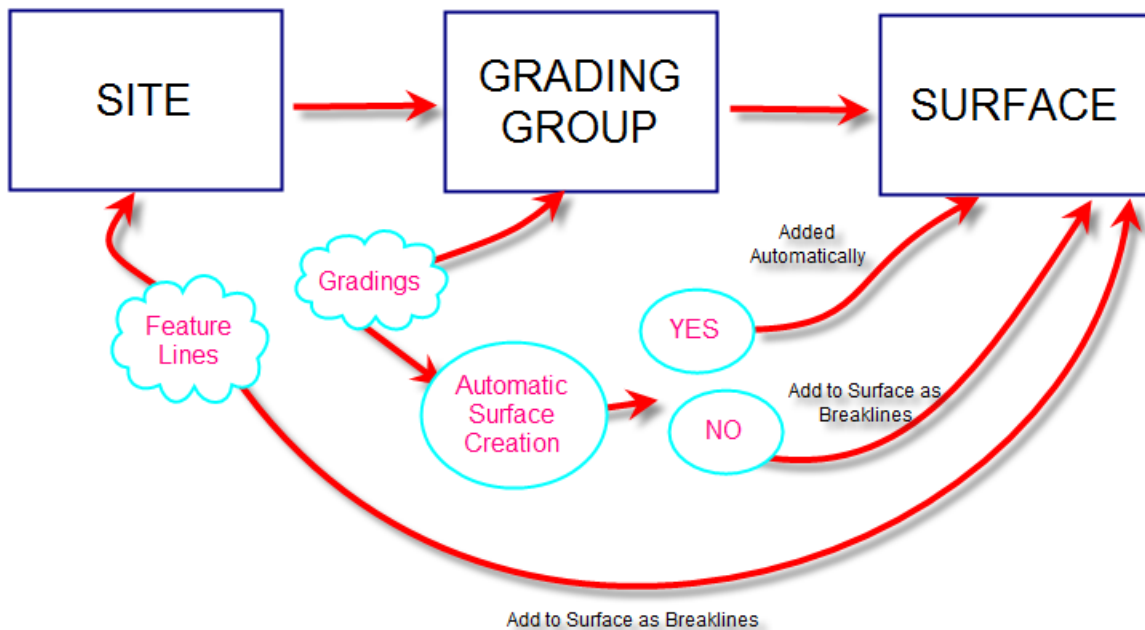 SITE
GRADING
GROUP
SURFACE
Added
Automatically
Gradings
YES
Feature
Lines
Automatic
Surface
Creation
Add to Surface as
Breaklines
NO
Add to Surface as Breaklines